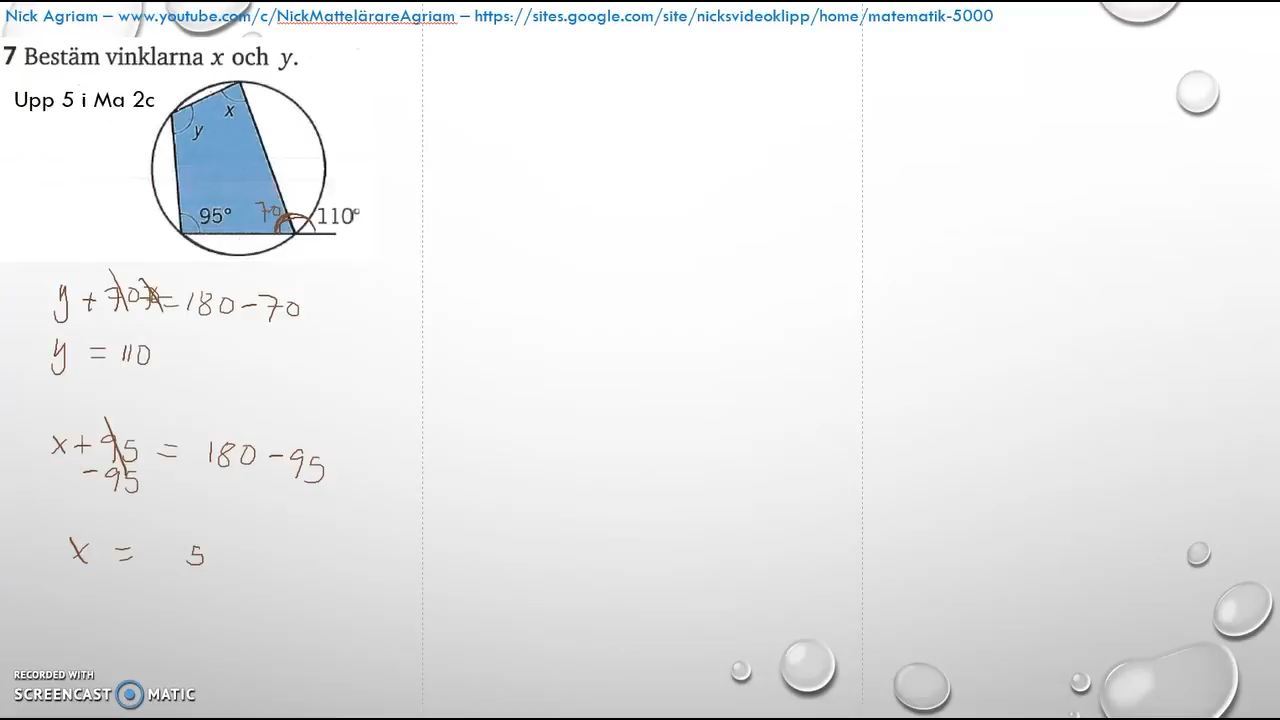 Nick Agriam – www.youtube.com/c/NickMattelärareAgriam – https://sites.google.com/site/nicksvideoklipp/home/matematik-5000
7 Bestäm vinklarna x och y.
Upp 5 i Ma 2c
x
y
95° 70 110°
y + 70 = 180 - 70
y = 110
x + 95 = 180 - 95
- 95
x = 5
RECORDED WITH
SCREENCAST MATIC